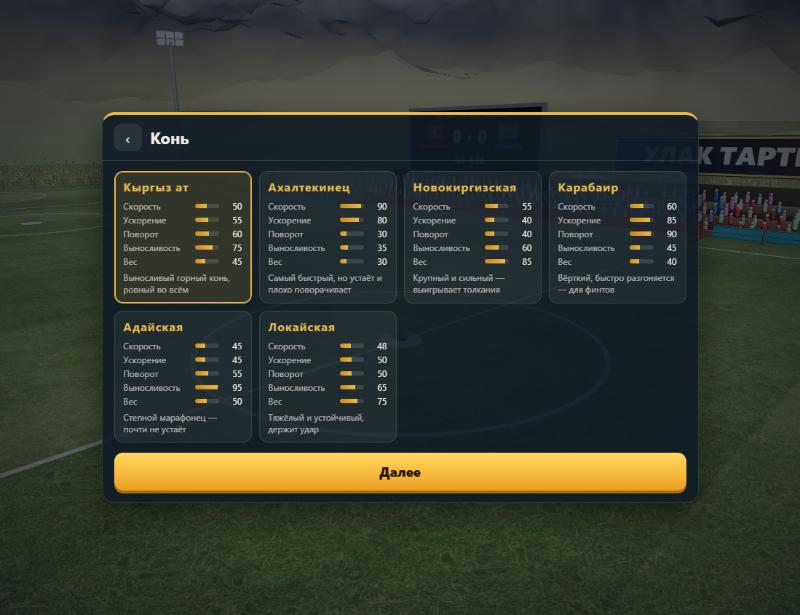 ‹ Конь
0 : 0
УЛАК ТАРТЫ
Кыргыз ат
Скорость 50
Ускорение 55
Поворот 60
Выносливость 75
Вес 45
Выносливый горный конь,
ровный во всём
Ахалтекинец
Скорость 90
Ускорение 80
Поворот 30
Выносливость 35
Вес 30
Самый быстрый, но устаёт и
плохо поворачивает
Новокиргизская
Скорость 55
Ускорение 40
Поворот 40
Выносливость 60
Вес 85
Крупный и сильный —
выигрывает толкания
Карабаир
Скорость 60
Ускорение 85
Поворот 90
Выносливость 45
Вес 40
Вёрткий, быстро разгоняется
— для финтов
Адайская
Скорость 45
Ускорение 45
Поворот 55
Выносливость 95
Вес 50
Степной марафонец —
почти не устаёт
Локайская
Скорость 48
Ускорение 50
Поворот 50
Выносливость 65
Вес 75
Тяжёлый и устойчивый,
держит удар
Далее